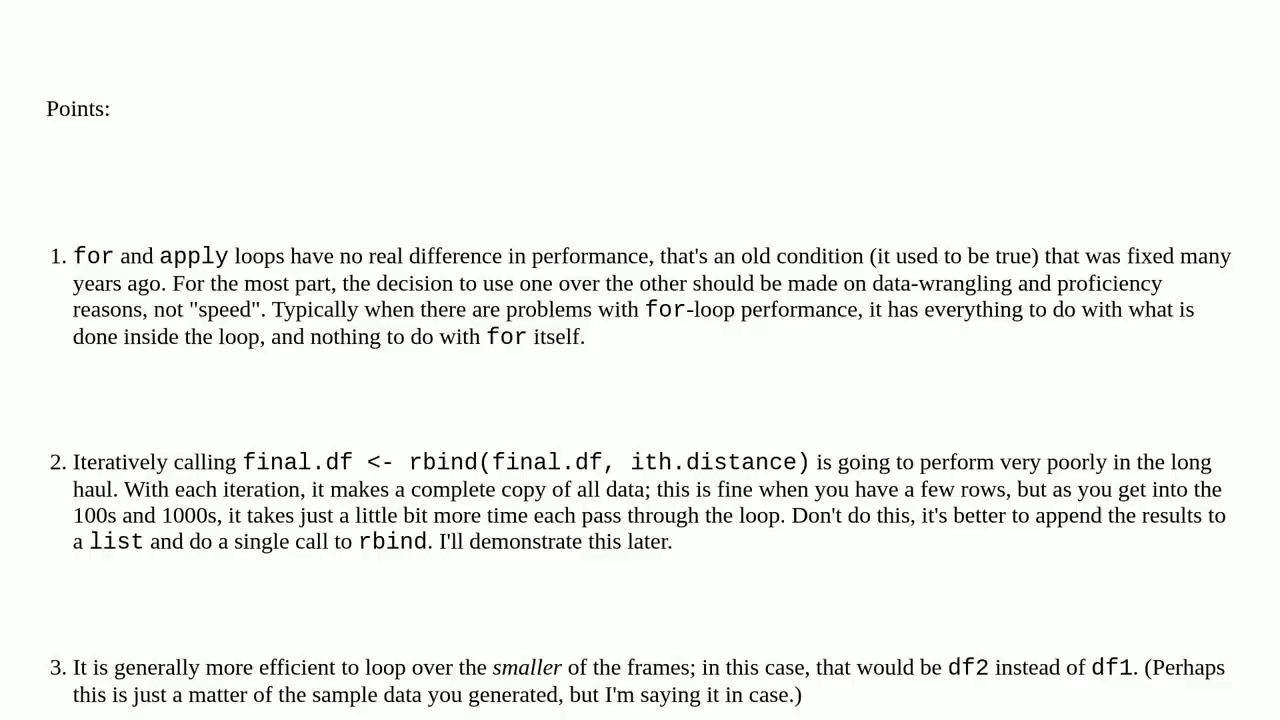 Points:
1. for and apply loops have no real difference in performance, that's an old condition (it used to be true) that was fixed many
years ago. For the most part, the decision to use one over the other should be made on data-wrangling and proficiency
reasons, not "speed". Typically when there are problems with for-loop performance, it has everything to do with what is
done inside the loop, and nothing to do with for itself.
2. Iteratively calling final.df <- rbind(final.df, ith.distance) is going to perform very poorly in the long
haul. With each iteration, it makes a complete copy of all data; this is fine when you have a few rows, but as you get into the
100s and 1000s, it takes just a little bit more time each pass through the loop. Don't do this, it's better to append the results to
a list and do a single call to rbind. I'll demonstrate this later.
3. It is generally more efficient to loop over the smaller of the frames; in this case, that would be df2 instead of df1. (Perhaps
this is just a matter of the sample data you generated, but I'm saying it in case.)